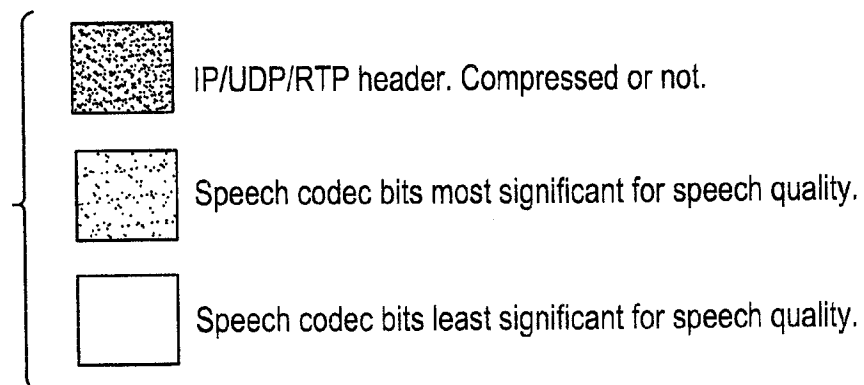 IP/UDP/RTP header. Compressed or not.
Speech codec bits most significant for speech quality.
Speech codec bits least significant for speech quality.